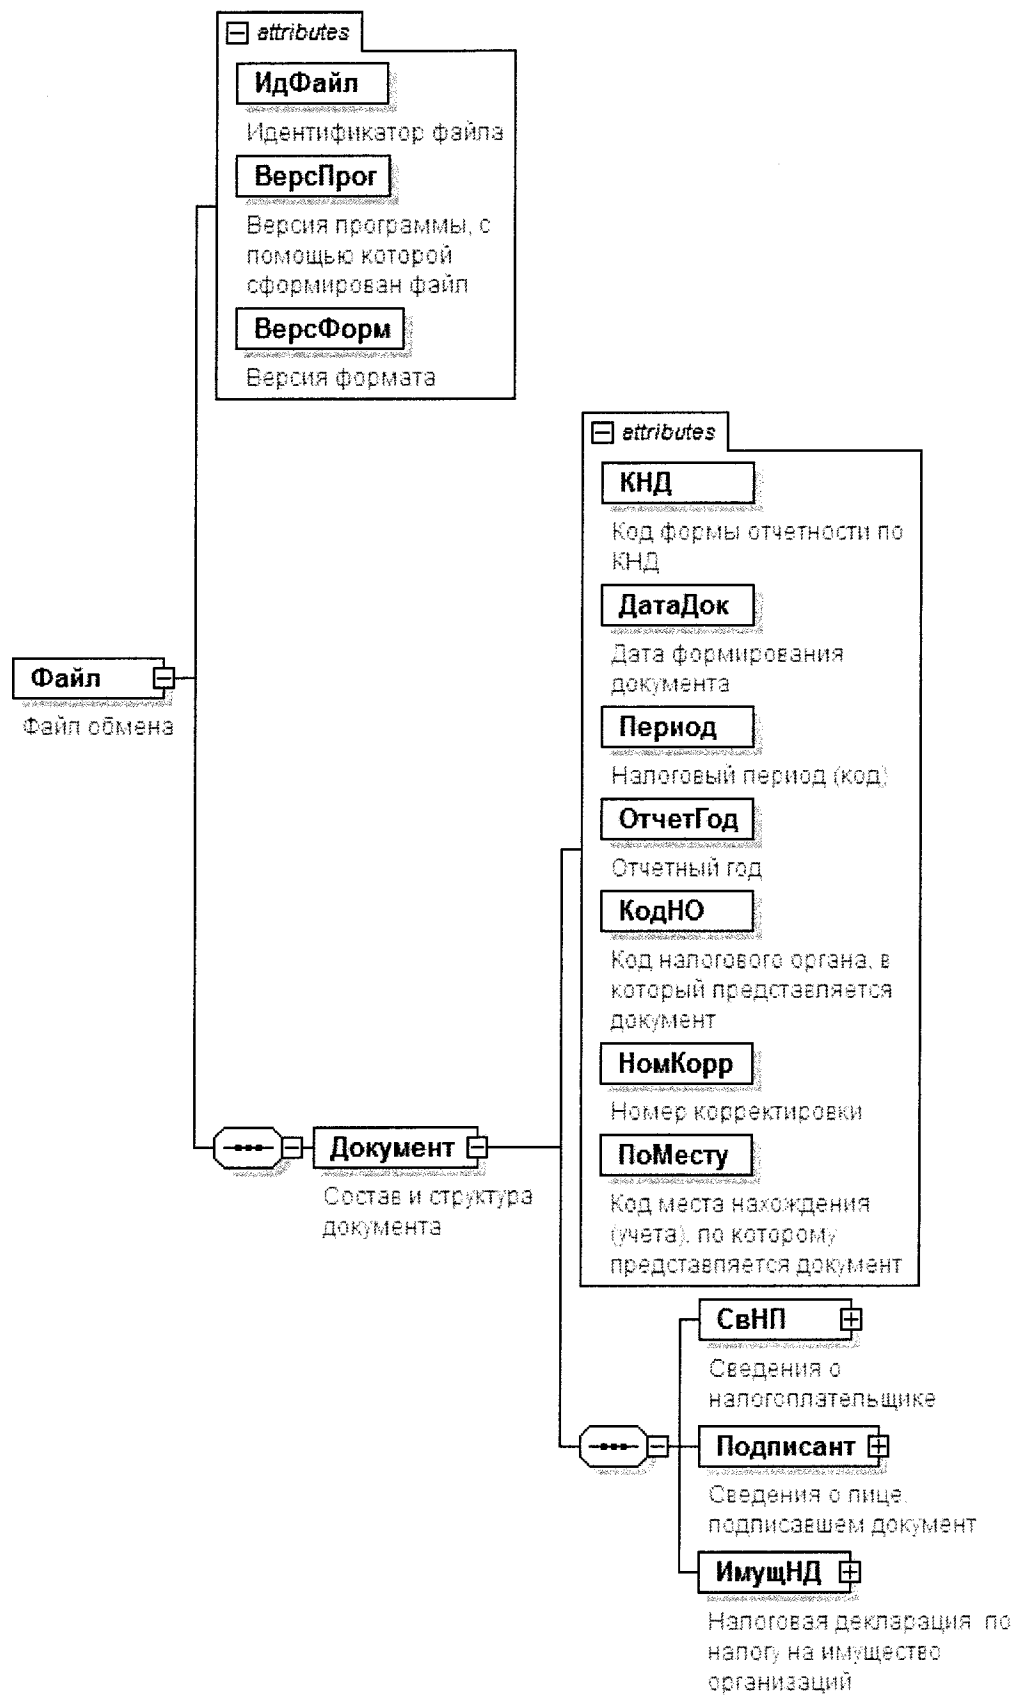 attributes
ИдФайл
Идентификатор файла
ВерсПрог
Версия программы, с
помощью которой
сформирован файл
ВерсФорм
Версия формата
Файл
Файл обмена
Документ
Состав и структура
документа
attributes
КНД
Код формы отчетности по
КНД
ДатаДок
Дата формирования
документа
Период
Налоговый период (код)
ОтчетГод
Отчетный год
КодНО
Код налогового органа, в
который представляется
документ
НомКорр
Номер корректировки
ПоМесту
Код места нахождения
(учета), по которому
представляется документ
СвНП
Сведения о
налогоплательщике
Подписант
Сведения о лице,
подписавшем документ
ИмущНД
Налоговая декларация по
налогу на имущество
организаций